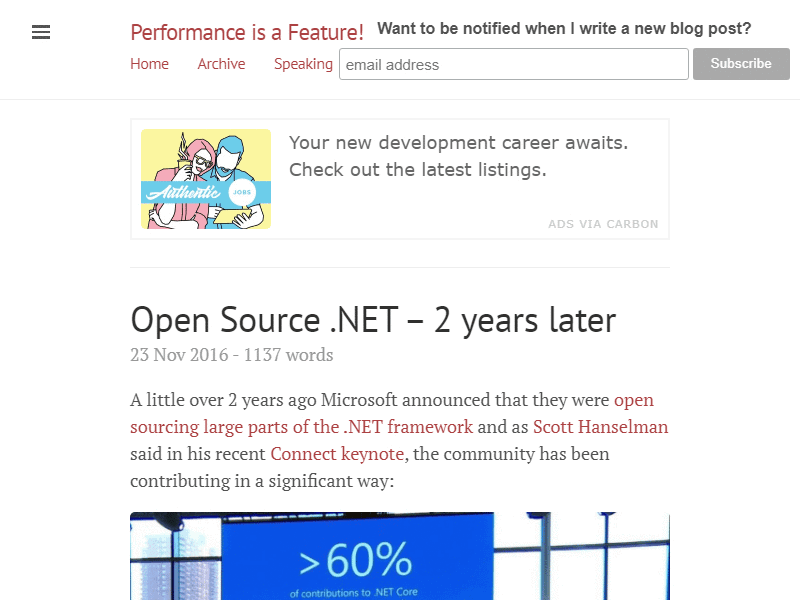 Performance is a Feature!
Want to be notified when I write a new blog post?
Home Archive Speaking
email address
Subscribe
Authentic JOBS
Your new development career awaits.
Check out the latest listings.
ADS VIA CARBON
Open Source .NET – 2 years later
23 Nov 2016 - 1137 words
A little over 2 years ago Microsoft announced that they were open
sourcing large parts of the .NET framework and as Scott Hanselman
said in his recent Connect keynote, the community has been
contributing in a significant way:
>60%
of contributions to .NET Core